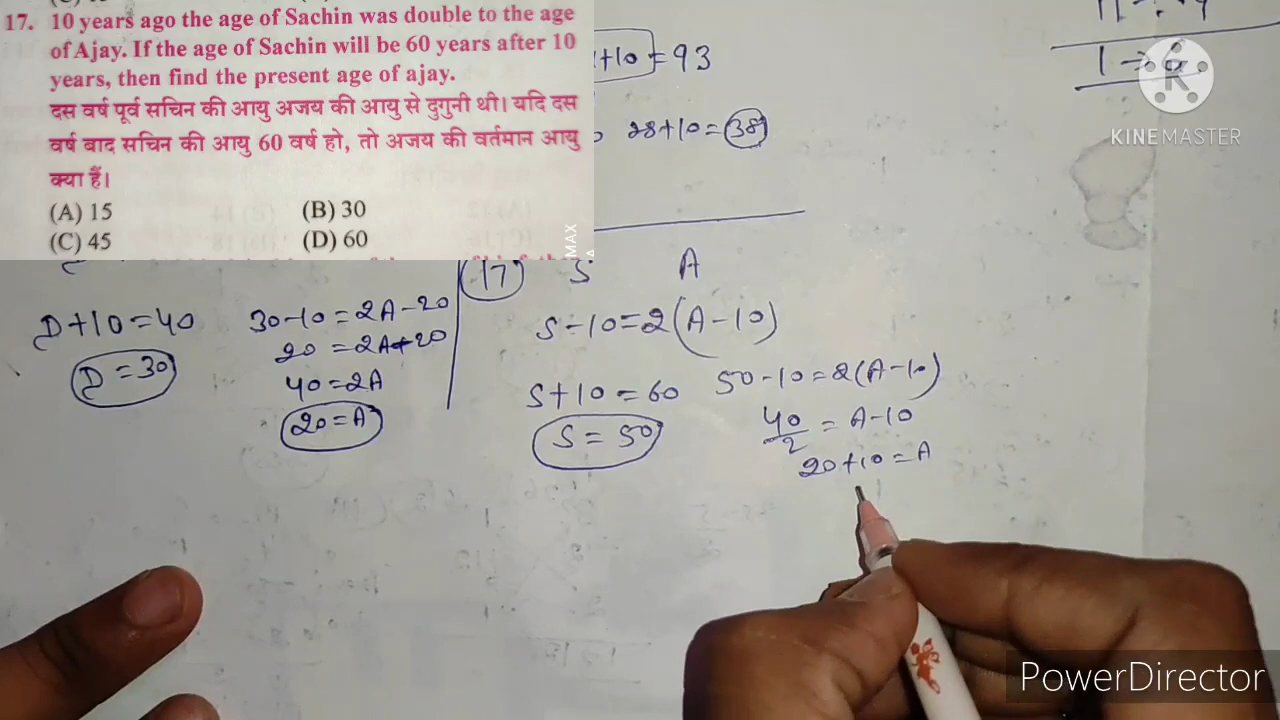 17. 10 years ago the age of Sachin was double to the age
of Ajay. If the age of Sachin will be 60 years after 10
years, then find the present age of ajay.
दस वर्ष पूर्व सचिन की आयु अजय की आयु से दुगुनी थी। यदि दस
वर्ष बाद सचिन की आयु 60 वर्ष हो, तो अजय की वर्तमान आयु
क्या हैं।
(A) 15 (B) 30
(C) 45 (D) 60
MAX
+10 = 93
28+10=38
KINEMASTER
D+10=40
D=30
30-10=2A-20
20=2A-20
40=2A
20=A
17 S A
S-10=2(A-10)
S+10=60
S=50
50-10=2(A-10)
40/2=A-10
20+10=A
PowerDirector